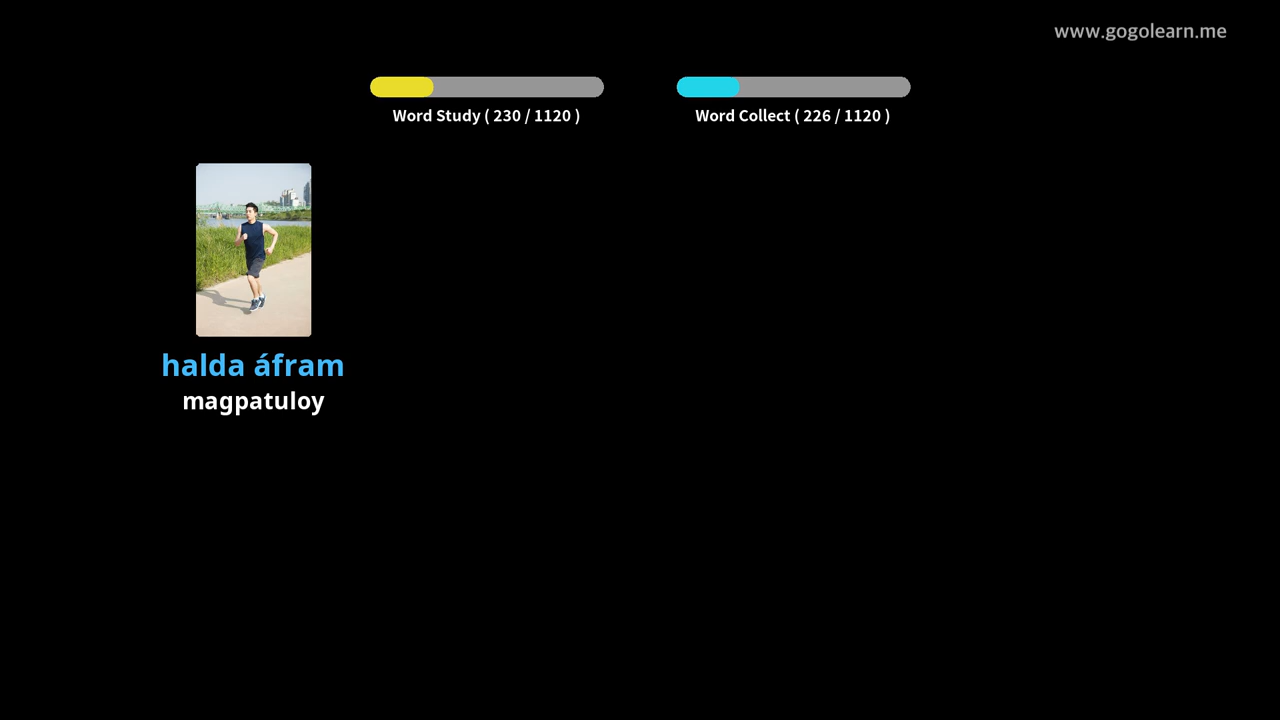 www.gogolearn.me
Word Study ( 230 / 1120 )
Word Collect ( 226 / 1120 )
halda áfram
magpatuloy